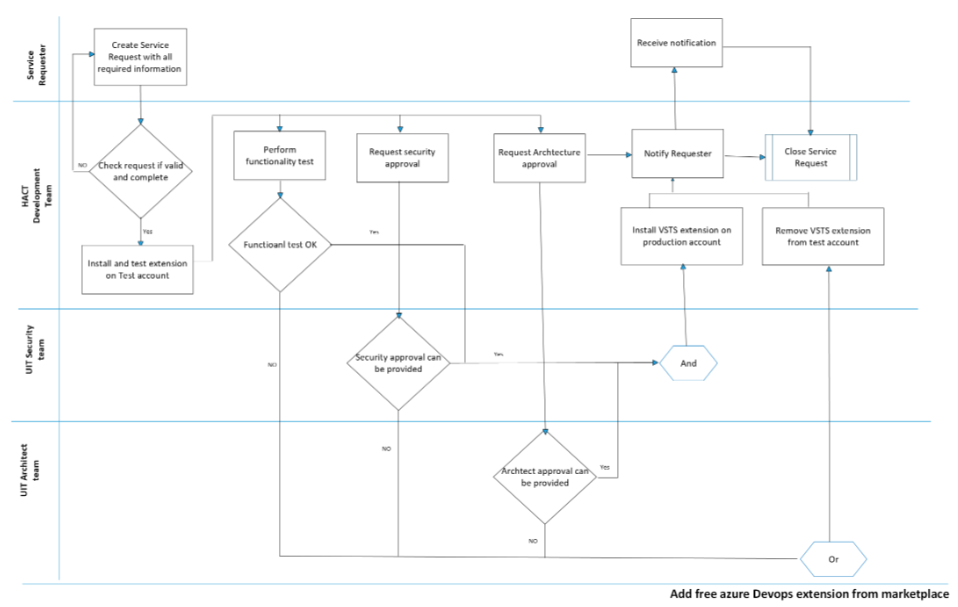 Service
Requester
Create Service
Request with all
required information
Receive notification
HACT
Development
Team
NO
Check request if valid
and complete
Yes
Install and test extension
on Test account
Perform
functionality test
Request security
approval
Request Archtecture
approval
Notify Requester
Close Service
Request
Functioanl test OK
Yes
Install VSTS extension on
production account
Remove VSTS extension
from test account
UIT Security
team
NO
Security approval can
be provided
Yes
And
UIT Architect
team
NO
Archtect approval can
be provided
Yes
NO
Or
Add free azure Devops extension from marketplace